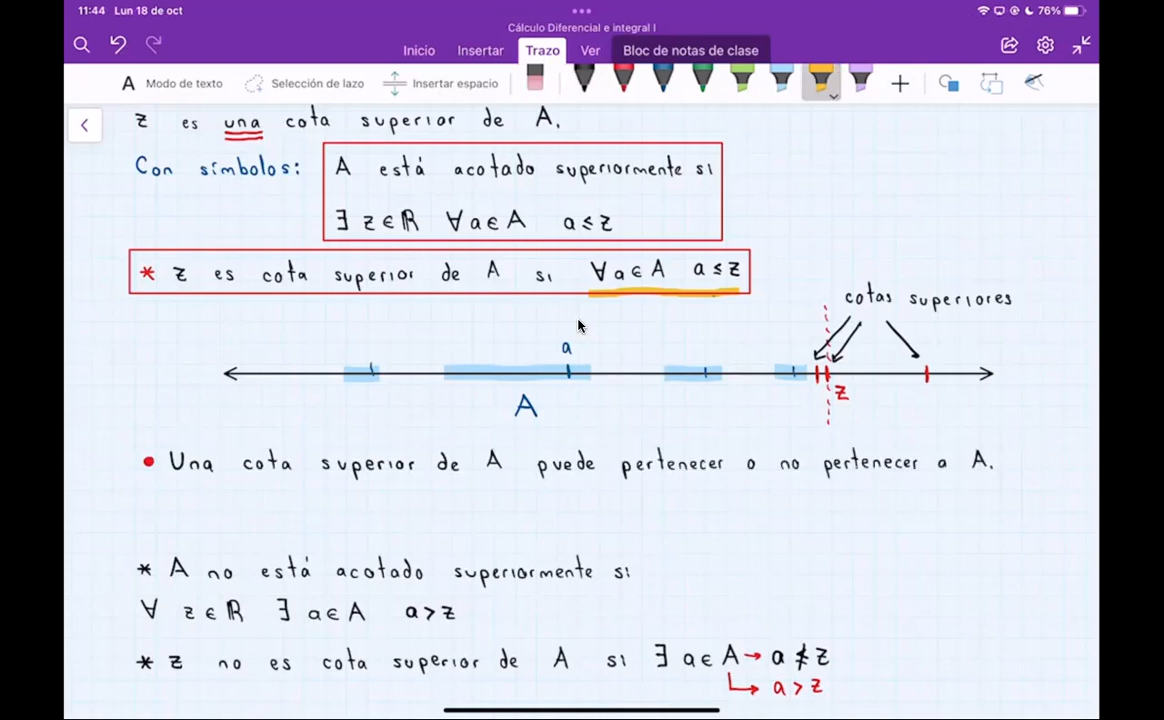 11:44 Lun 18 de oct 76%
Cálculo Diferencial e integral I
Inicio Insertar Trazo Ver Bloc de notas de clase
A Modo de texto Selección de lazo Insertar espacio
z es una cota superior de A.
Con símbolos: A está acotado superiormente si
∃ z∈ℝ ∀a∈A a≤z
* z es cota superior de A si ∀a∈A a≤z
cotas superiores
a
z
A
• Una cota superior de A puede pertenecer o no pertenecer a A.
* A no está acotado superiormente si
∀ z∈ℝ ∃ a∈A a>z
* z no es cota superior de A si ∃ a∈A → a ≰ z
↳ a>z